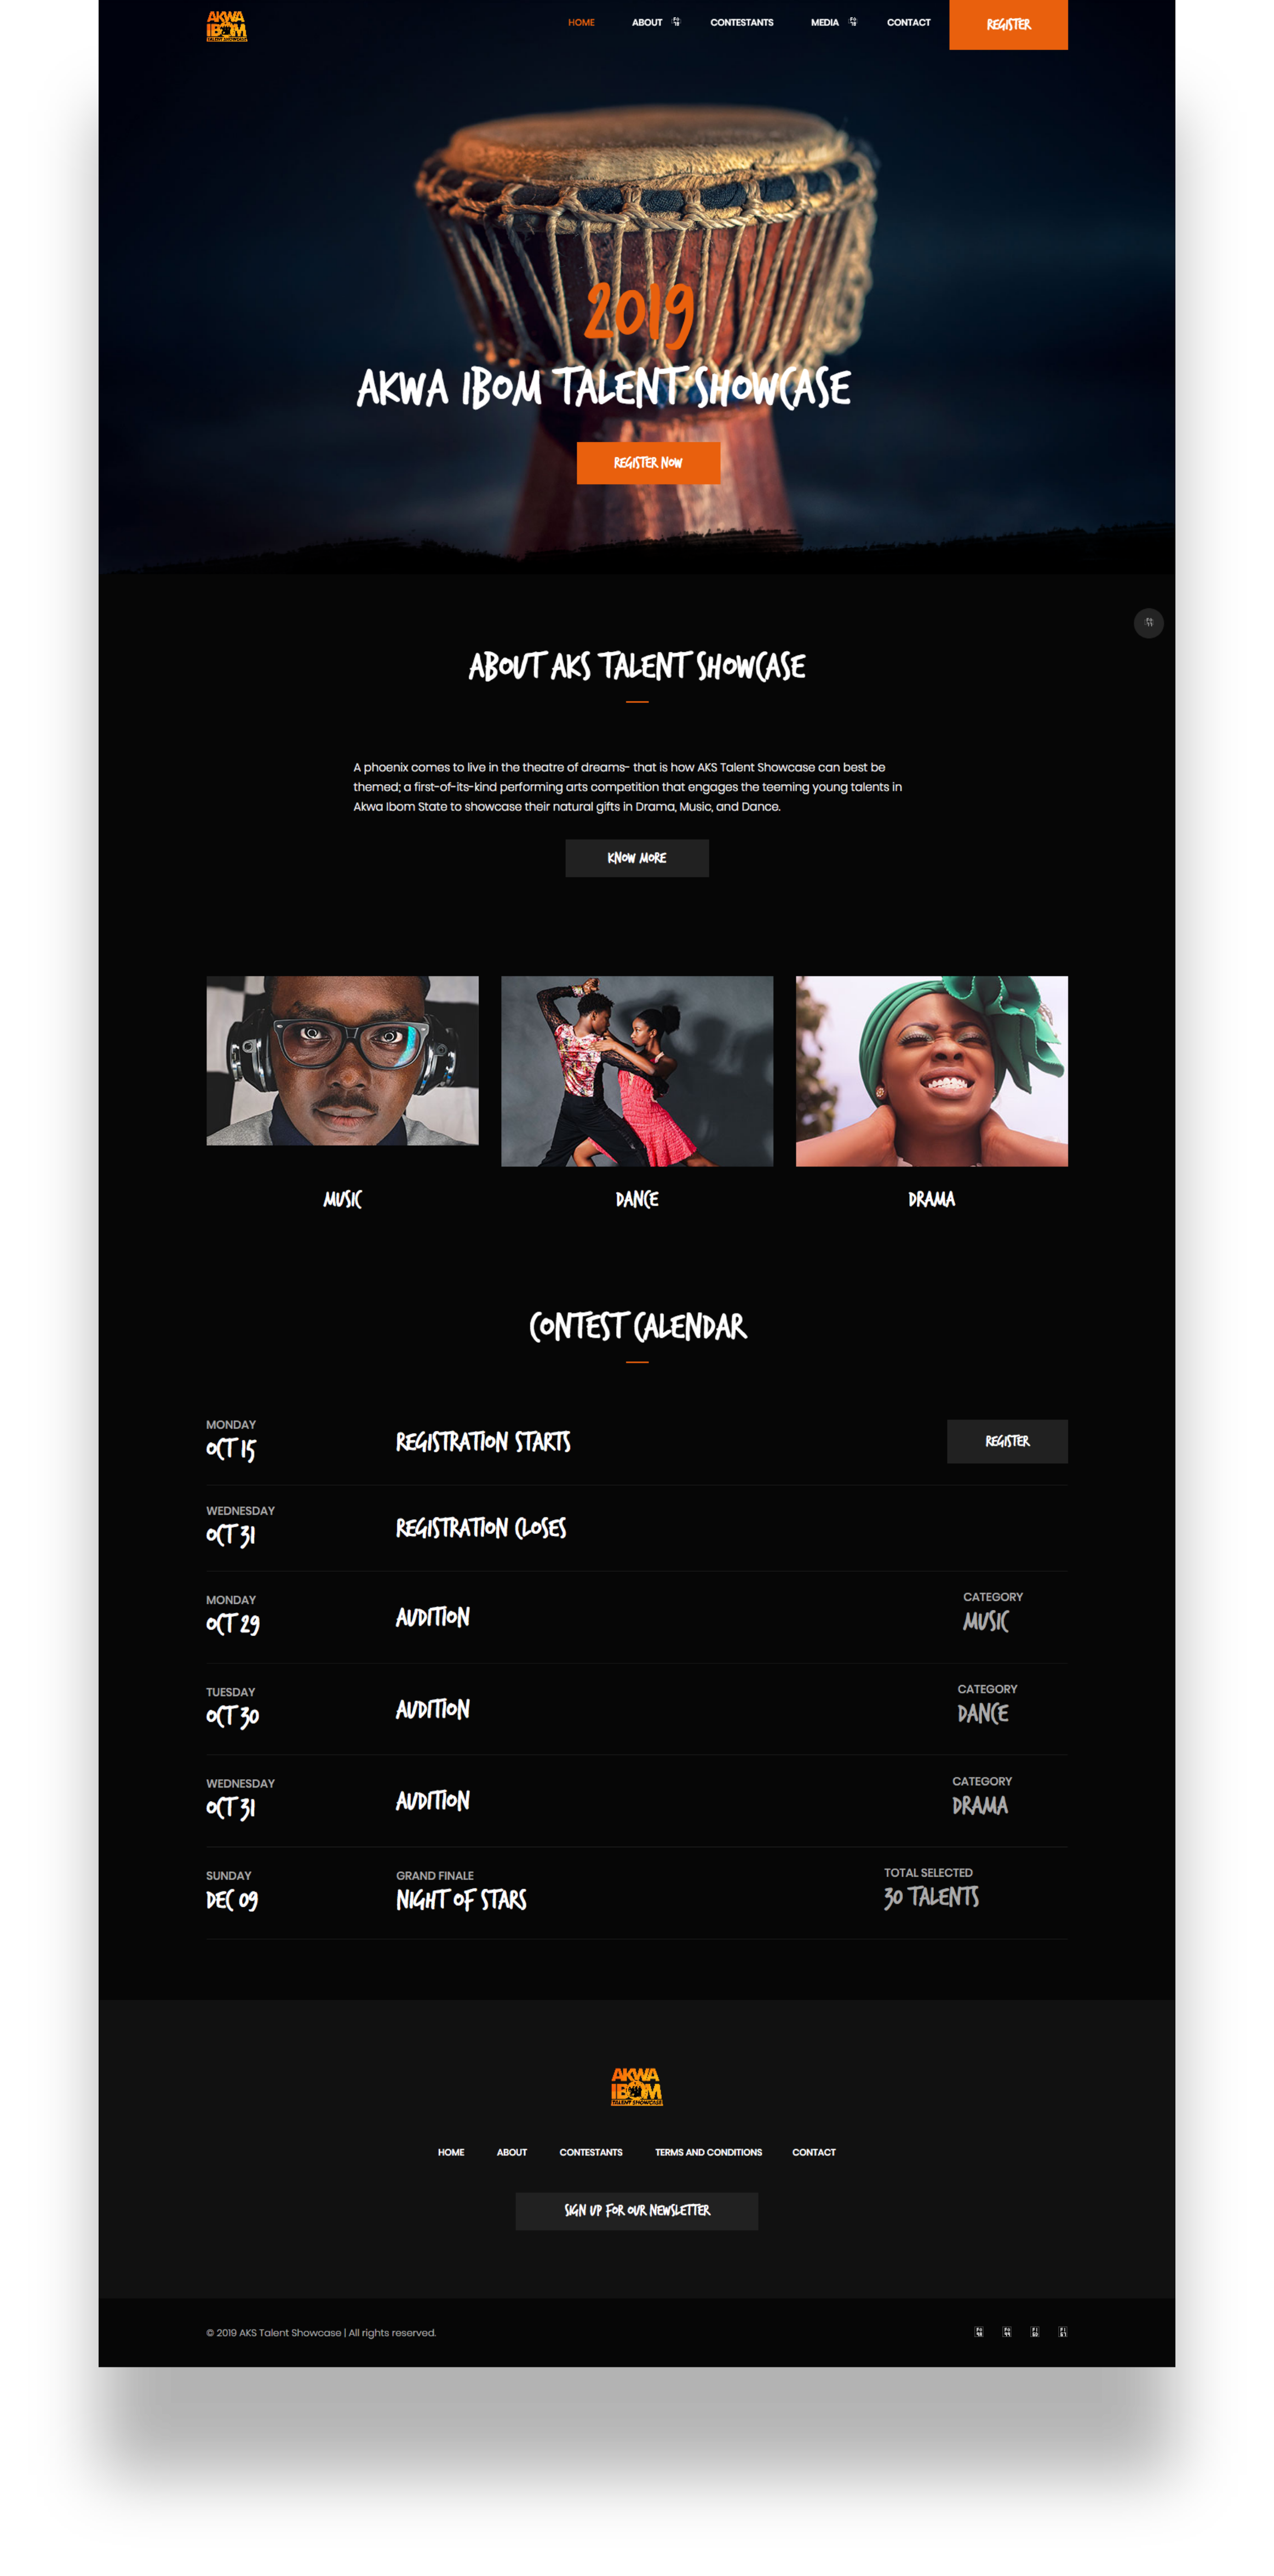 AKWA
IBOM
TALENT SHOWCASE
HOME ABOUT CONTESTANTS MEDIA CONTACT REGISTER
2019
AKWA IBOM TALENT SHOWCASE
REGISTER NOW
ABOUT AKS TALENT SHOWCASE
A phoenix comes to live in the theatre of dreams- that is how AKS Talent Showcase can best be
themed; a first-of-its-kind performing arts competition that engages the teeming young talents in
Akwa Ibom State to showcase their natural gifts in Drama, Music, and Dance.
KNOW MORE
MUSIC DANCE DRAMA
CONTEST CALENDAR
MONDAY
OCT 15 REGISTRATION STARTS REGISTER
WEDNESDAY
OCT 31 REGISTRATION CLOSES
MONDAY CATEGORY
OCT 29 AUDITION MUSIC
TUESDAY CATEGORY
OCT 30 AUDITION DANCE
WEDNESDAY CATEGORY
OCT 31 AUDITION DRAMA
SUNDAY GRAND FINALE TOTAL SELECTED
DEC 09 NIGHT OF STARS 30 TALENTS
AKWA
IBOM
TALENT SHOWCASE
HOME ABOUT CONTESTANTS TERMS AND CONDITIONS CONTACT
SIGN UP FOR OUR NEWSLETTER
© 2019 AKS Talent Showcase | All rights reserved.